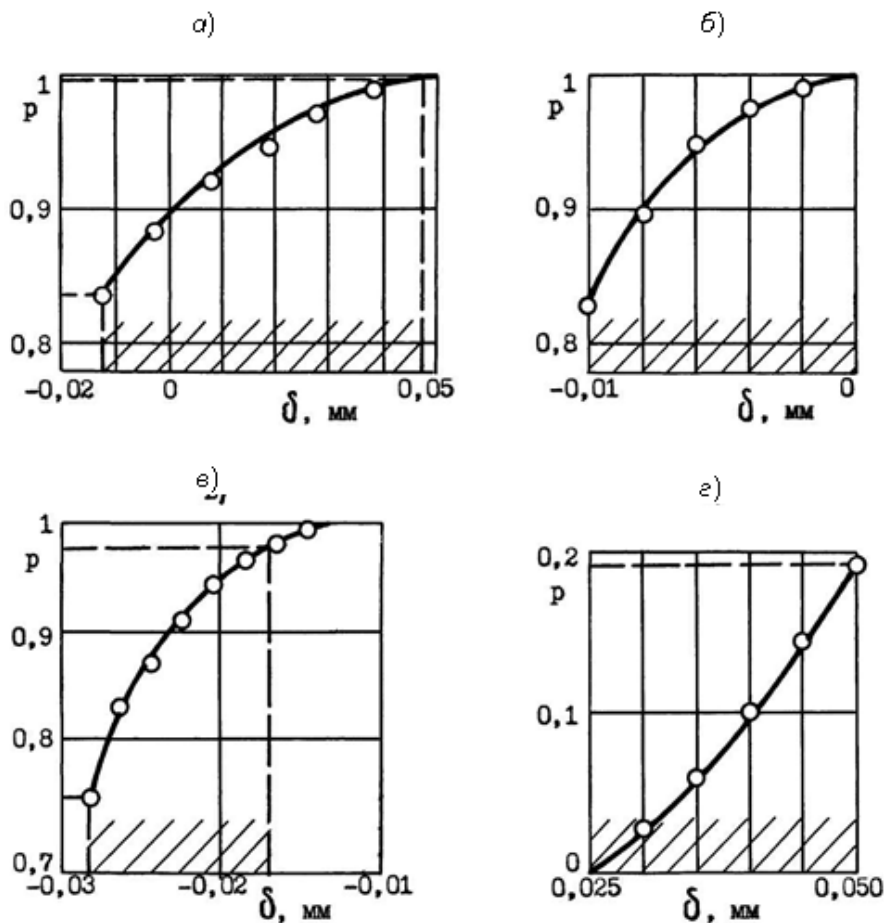 а)
б)
1
р
0,9
0,8
-0,02 0 0,05
δ, мм
1
р
0,9
0,8
-0,01 0
δ, мм
в)
г)
1
р
0,9
0,8
0,7
-0,03 -0,02 -0,01
δ, мм
0,2
р
0,1
0
0,025 0,050
δ, мм